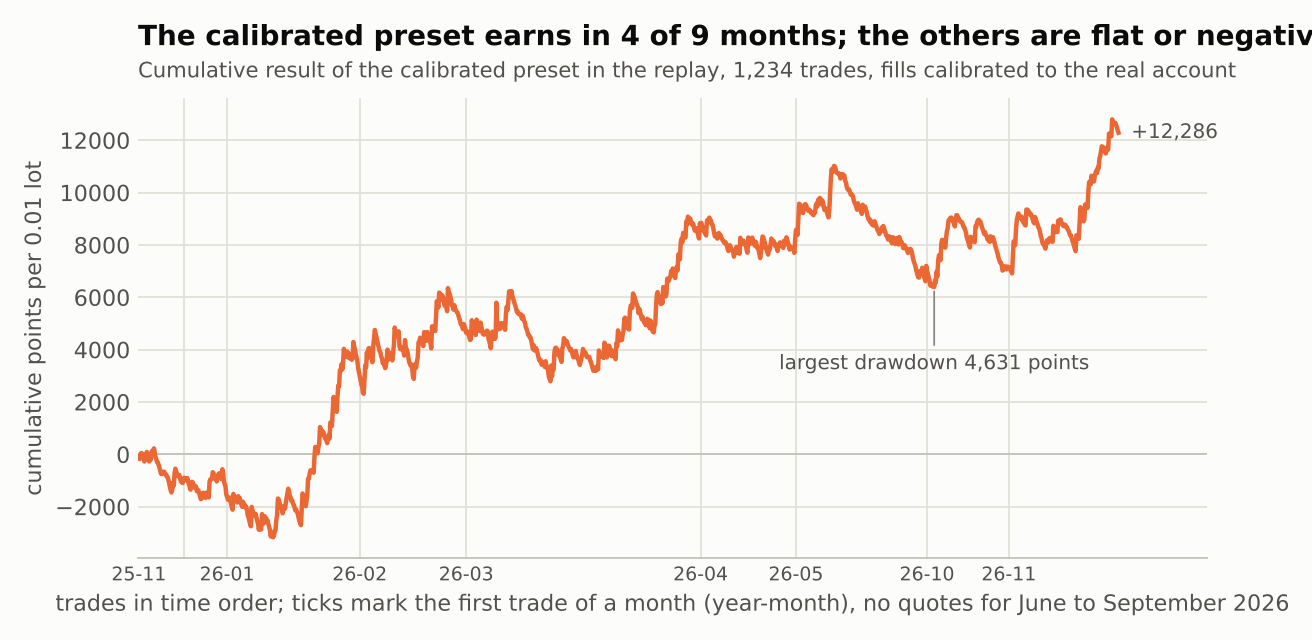 The calibrated preset earns in 4 of 9 months; the others are flat or negativ
Cumulative result of the calibrated preset in the replay, 1,234 trades, fills calibrated to the real account
cumulative points per 0.01 lot
12000
10000
8000
6000
4000
2000
0
−2000
+12,286
largest drawdown 4,631 points
25-11 26-01 26-02 26-03 26-04 26-05 26-10 26-11
trades in time order; ticks mark the first trade of a month (year-month), no quotes for June to September 2026